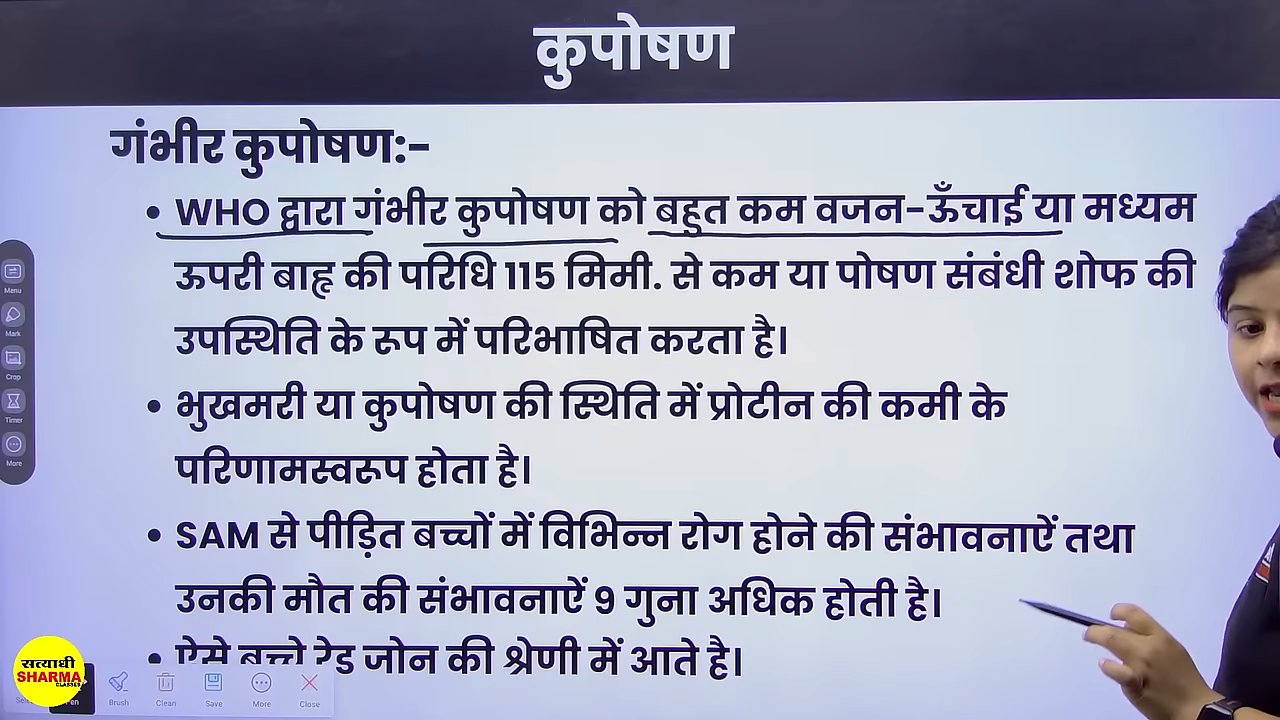 कुपोषण
गंभीर कुपोषण:-
• WHO द्वारा गंभीर कुपोषण को बहुत कम वजन-ऊँचाई या मध्यम
ऊपरी बाहृ की परिधि 115 मिमी. से कम या पोषण संबंधी शोफ की
उपस्थिति के रूप में परिभाषित करता है।
• भुखमरी या कुपोषण की स्थिति में प्रोटीन की कमी के
परिणामस्वरूप होता है।
• SAM से पीड़ित बच्चों में विभिन्न रोग होने की संभावनाऐं तथा
उनकी मौत की संभावनाऐं 9 गुना अधिक होती है।
• ऐसे बच्चे रेड जोन की श्रेणी में आते है।
Menu
Mark
Crop
Timer
More
सत्याधी
SHARMA
CLASSES
Pen
Brush
Clean
Save
More
Close